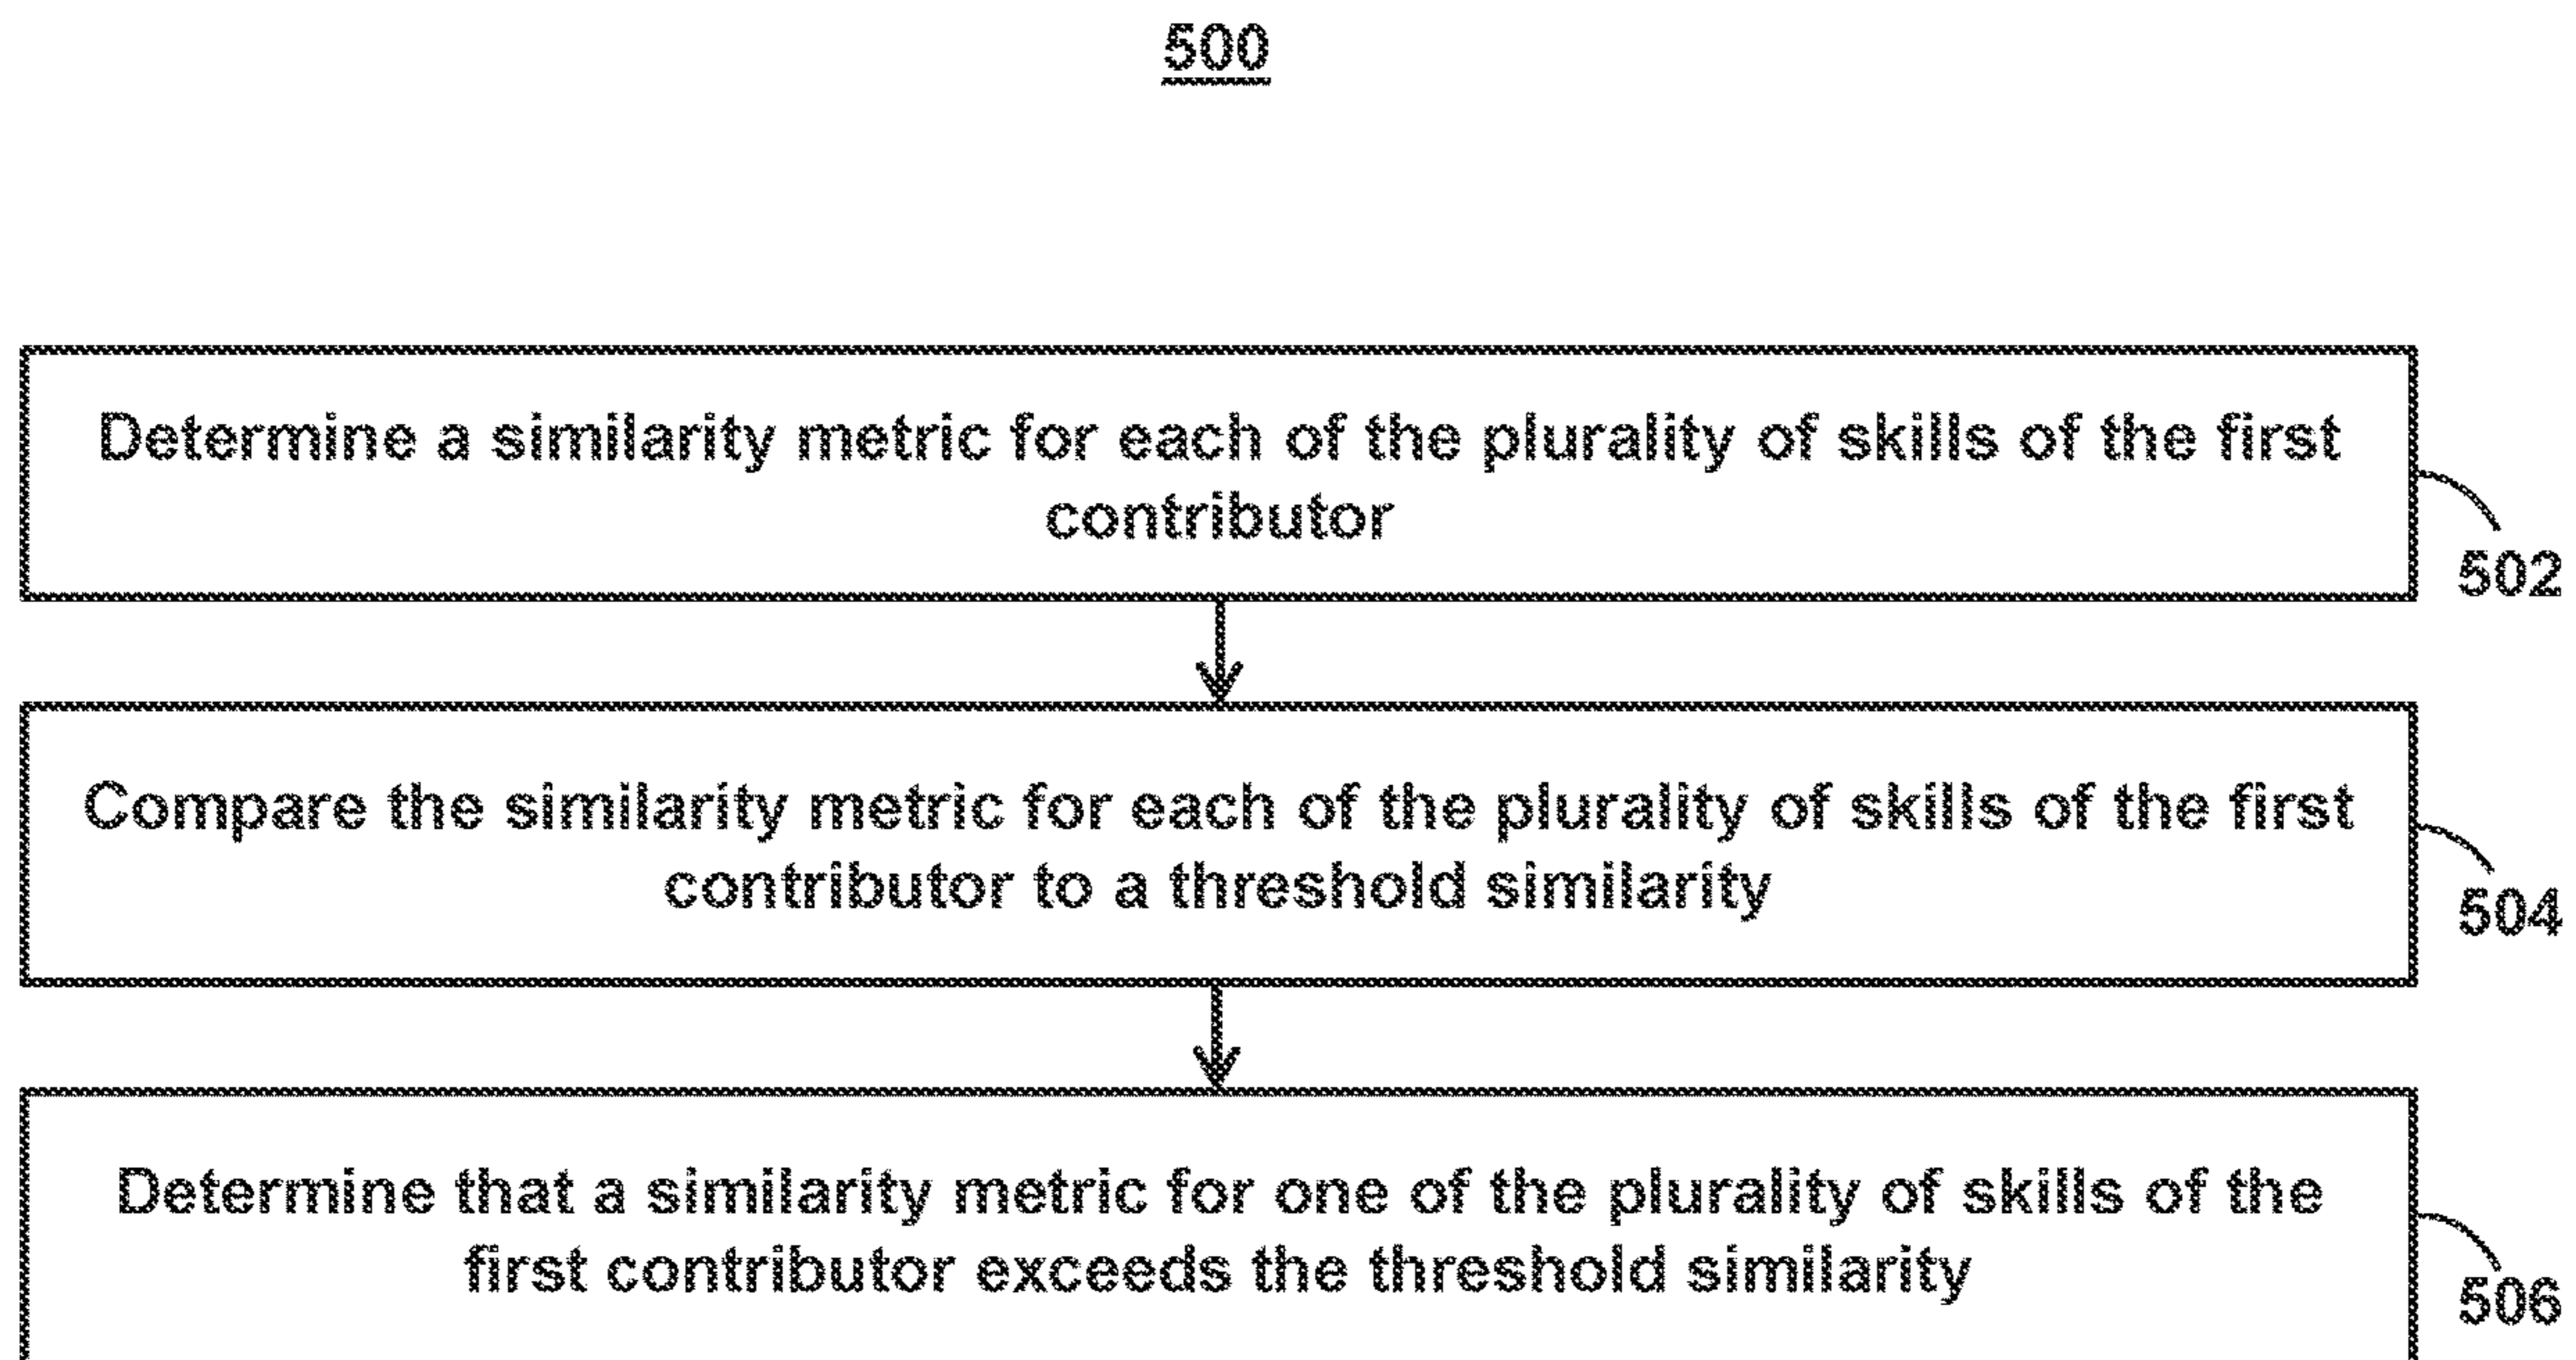 500
Determine a similarity metric for each of the plurality of skills of the first
contributor
502
Compare the similarity metric for each of the plurality of skills of the first
contributor to a threshold similarity
504
Determine that a similarity metric for one of the plurality of skills of the
first contributor exceeds the threshold similarity
506